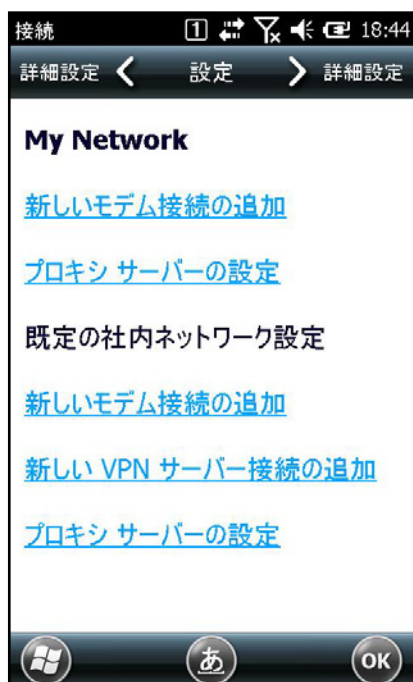 接続 1 18:44
詳細設定 設定 詳細設定
My Network
新しいモデム接続の追加
プロキシ サーバーの設定
既定の社内ネットワーク設定
新しいモデム接続の追加
新しい VPN サーバー接続の追加
プロキシ サーバーの設定
あ OK